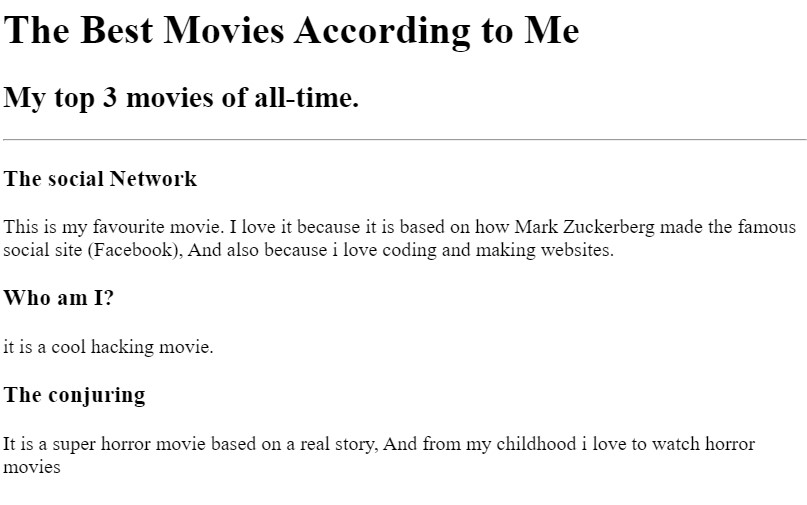 The Best Movies According to Me
My top 3 movies of all-time.
The social Network
This is my favourite movie. I love it because it is based on how Mark Zuckerberg made the famous
social site (Facebook), And also because i love coding and making websites.
Who am I?
it is a cool hacking movie.
The conjuring
It is a super horror movie based on a real story, And from my childhood i love to watch horror
movies